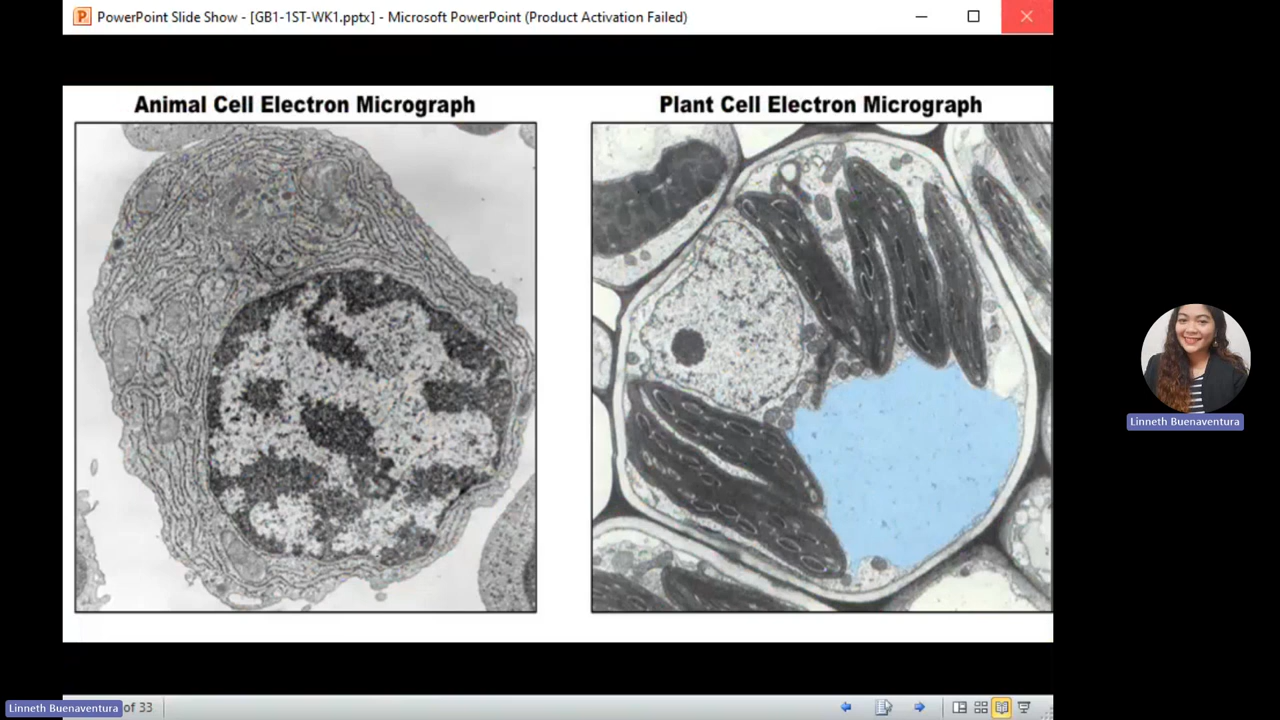 PowerPoint Slide Show - [GB1-1ST-WK1.pptx] - Microsoft PowerPoint (Product Activation Failed)
Animal Cell Electron Micrograph
Plant Cell Electron Micrograph
Linneth Buenaventura
Linneth Buenaventura
of 33